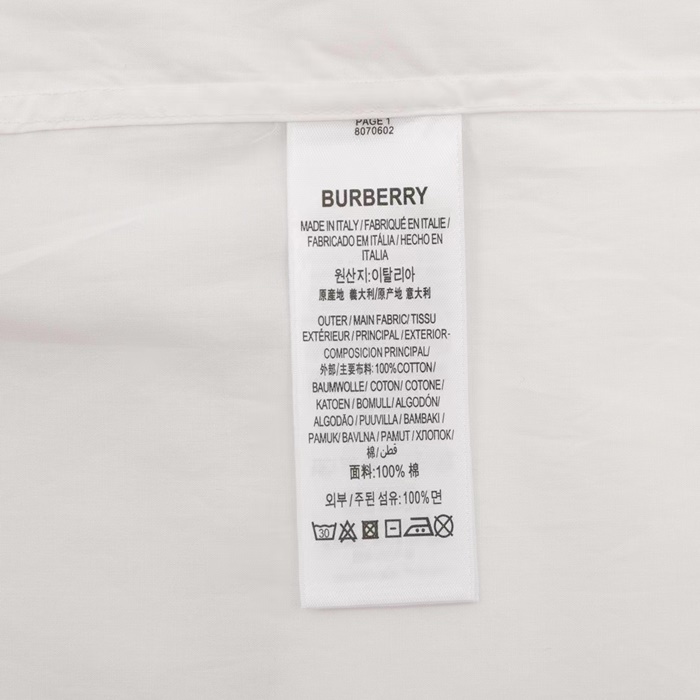 PAGE 1
8070602
BURBERRY
MADE IN ITALY / FABRIQUÉ EN ITALIE /
FABRICADO EM ITÁLIA / HECHO EN
ITALIA
원산지:이탈리아
原産地 義大利/原产地 意大利
OUTER / MAIN FABRIC/ TISSU
EXTÉRIEUR / PRINCIPAL / EXTERIOR-
COMPOSICION PRINCIPAL/
外部/主要布料: 100% COTTON/
BAUMWOLLE/ COTON/ COTONE/
KATOEN / BOMULL/ ALGODÓN/
ALGODÃO / PUUVILLA / BAMBAKI /
PAMUK/ BAVLNA / PAMUT / ХЛОПОК/
棉/ قطن
面料:100% 棉
외부 / 주된 섬유: 100% 면
30